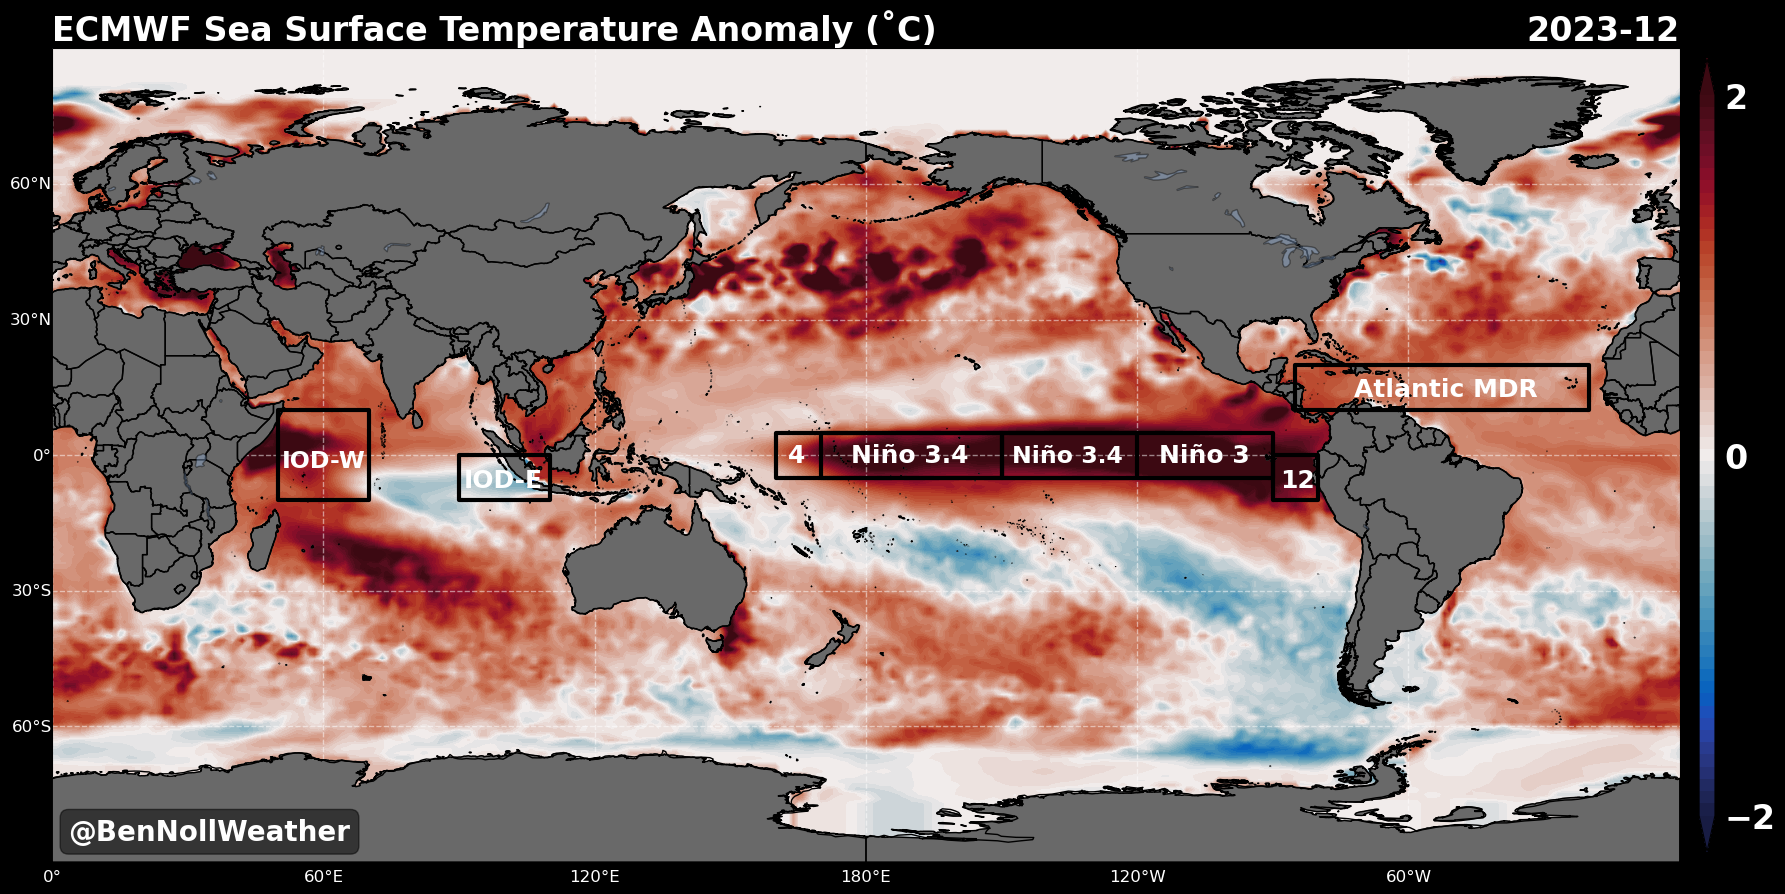 ECMWF Sea Surface Temperature Anomaly (˚C)
2023-12
2
60°N
30°N
Atlantic MDR
0°
IOD-W
IOD-E
4
Niño 3.4
Niño 3.4
Niño 3
12
0
30°S
60°S
@BenNollWeather
−2
0°
60°E
120°E
180°E
120°W
60°W